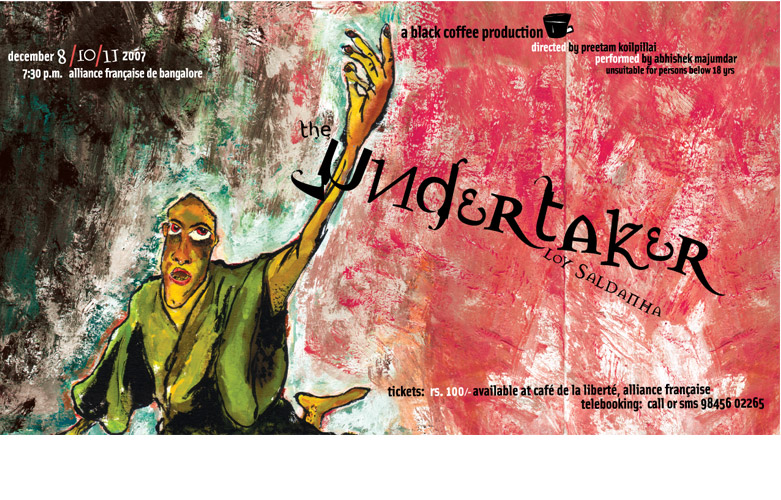 december 8/10/11 2007
7:30 p.m. alliance française de bangalore
a black coffee production
directed by preetam koilpillai
performed by abhishek majumdar
unsuitable for persons below 18 yrs
the
UNdERtAkER
LOY SALDANHA
tickets: rs. 100/- available at café de la liberté, alliance française
telebooking: call or sms 98456 02265